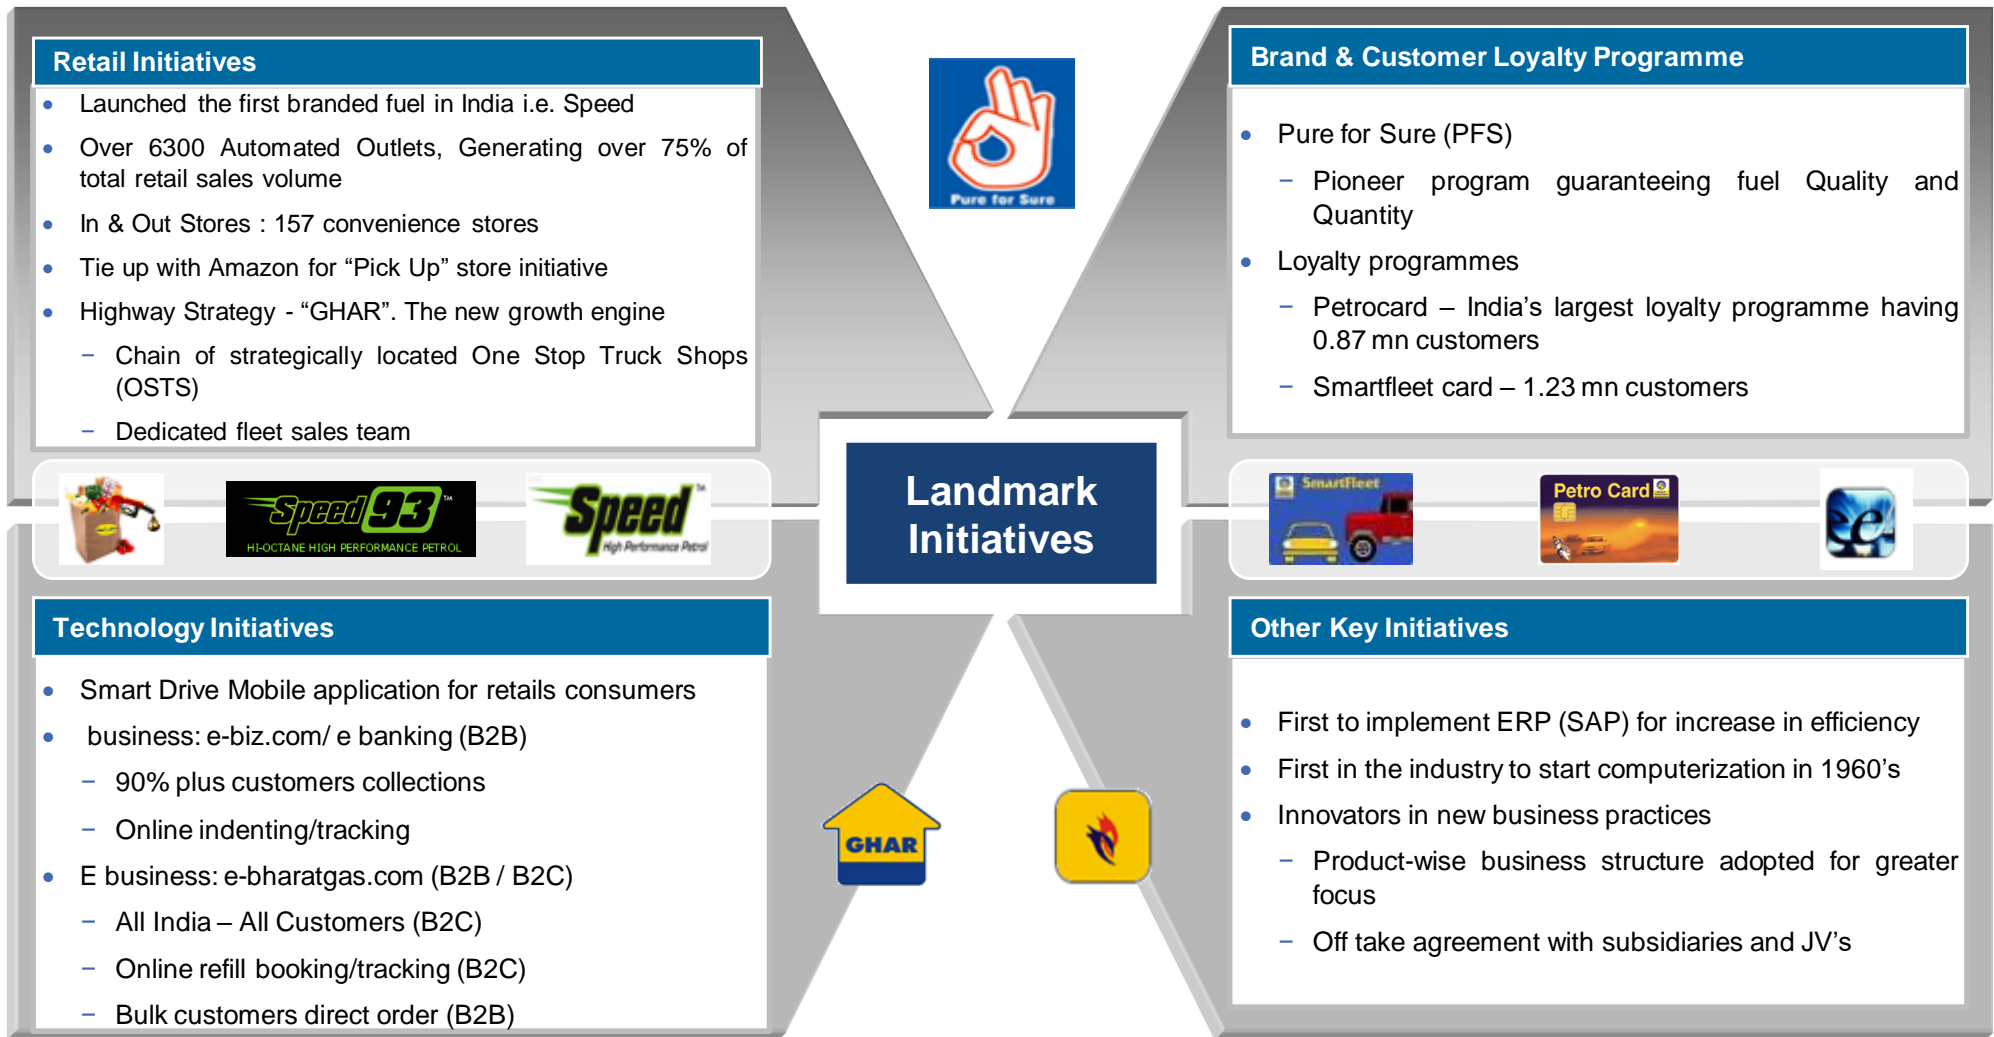 Retail Initiatives
• Launched the first branded fuel in India i.e. Speed
• Over 6300 Automated Outlets, Generating over 75% of
total retail sales volume
• In & Out Stores : 157 convenience stores
• Tie up with Amazon for “Pick Up” store initiative
• Highway Strategy - “GHAR”. The new growth engine
− Chain of strategically located One Stop Truck Shops
(OSTS)
− Dedicated fleet sales team
Pure for Sure
Brand & Customer Loyalty Programme
• Pure for Sure (PFS)
− Pioneer program guaranteeing fuel Quality and
Quantity
• Loyalty programmes
− Petrocard – India’s largest loyalty programme having
0.87 mn customers
− Smartfleet card – 1.23 mn customers
Speed 93 ™
HI-OCTANE HIGH PERFORMANCE PETROL
Speed ™
High Performance Petrol
Landmark
Initiatives
SmartFleet
Petro Card
e
Technology Initiatives
• Smart Drive Mobile application for retails consumers
• business: e-biz.com/ e banking (B2B)
− 90% plus customers collections
− Online indenting/tracking
• E business: e-bharatgas.com (B2B / B2C)
− All India – All Customers (B2C)
− Online refill booking/tracking (B2C)
− Bulk customers direct order (B2B)
GHAR
Other Key Initiatives
• First to implement ERP (SAP) for increase in efficiency
• First in the industry to start computerization in 1960’s
• Innovators in new business practices
− Product-wise business structure adopted for greater
focus
− Off take agreement with subsidiaries and JV’s